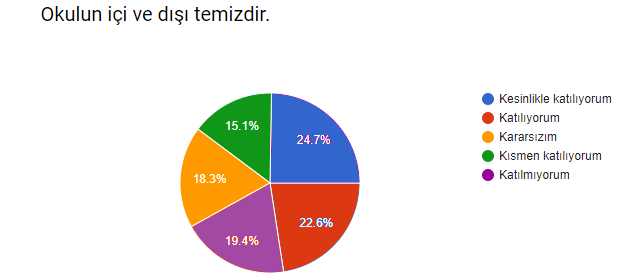 Okulun içi ve dışı temizdir.
24.7%
22.6%
19.4%
18.3%
15.1%
Kesinlikle katılıyorum
Katılıyorum
Kararsızım
Kısmen katılıyorum
Katılmıyorum